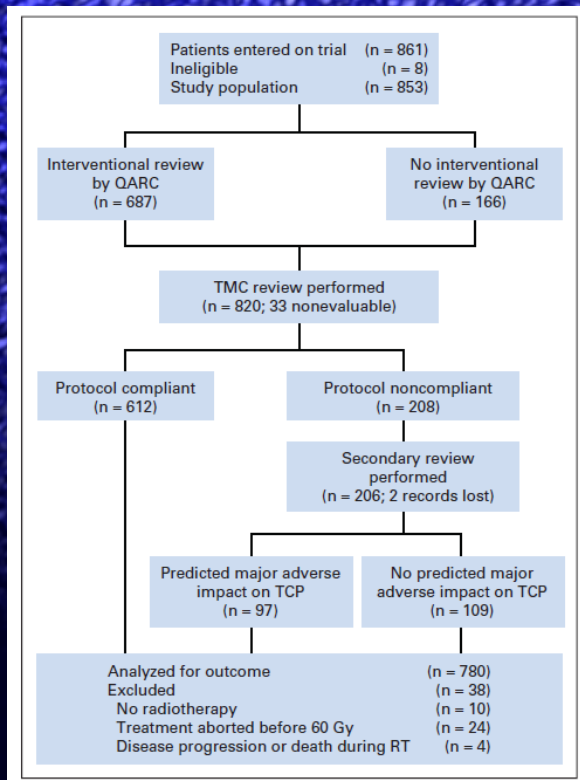 Patients entered on trial (n = 861)
Ineligible (n = 8)
Study population (n = 853)
Interventional review
by QARC
(n = 687)
No interventional
review by QARC
(n = 166)
TMC review performed
(n = 820; 33 nonevaluable)
Protocol compliant
(n = 612)
Protocol noncompliant
(n = 208)
Secondary review
performed
(n = 206; 2 records lost)
Predicted major adverse
impact on TCP
(n = 97)
No predicted major
adverse impact on TCP
(n = 109)
Analyzed for outcome (n = 780)
Excluded (n = 38)
No radiotherapy (n = 10)
Treatment aborted before 60 Gy (n = 24)
Disease progression or death during RT (n = 4)